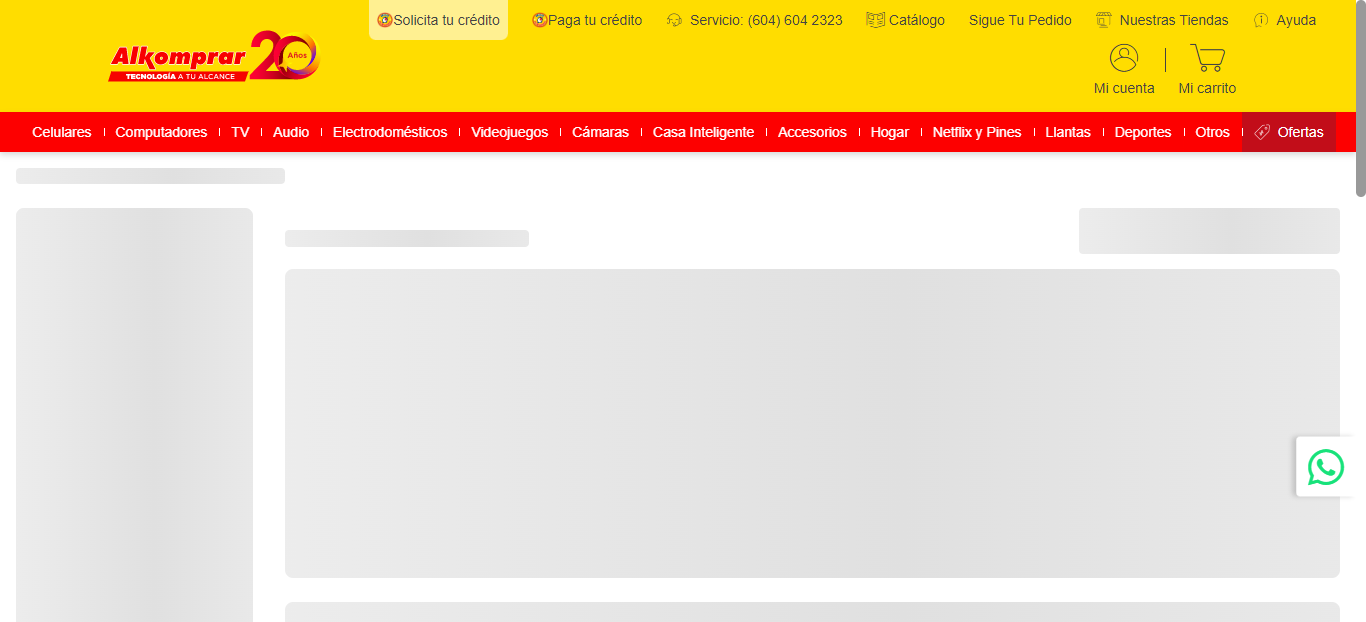 Solicita tu crédito
Paga tu crédito
Servicio: (604) 604 2323
Catálogo
Sigue Tu Pedido
Nuestras Tiendas
Ayuda
Alkomprar 20 Años
TECNOLOGÍA A TU ALCANCE
Mi cuenta
Mi carrito
Celulares
Computadores
TV
Audio
Electrodomésticos
Videojuegos
Cámaras
Casa Inteligente
Accesorios
Hogar
Netflix y Pines
Llantas
Deportes
Otros
Ofertas